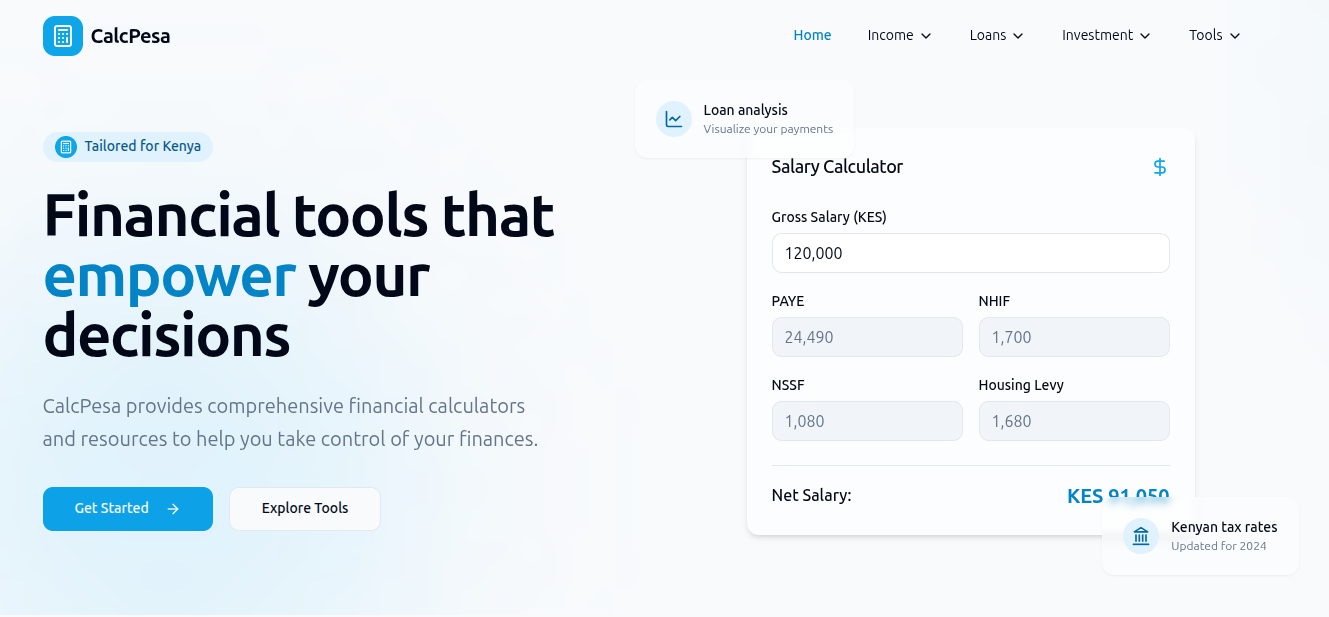 CalcPesa
Home Income Loans Investment Tools
Tailored for Kenya
Financial tools that
empower your
decisions
CalcPesa provides comprehensive financial calculators
and resources to help you take control of your finances.
Get Started → Explore Tools
Loan analysis
Visualize your payments
Salary Calculator $
Gross Salary (KES)
120,000
PAYE NHIF
24,490 1,700
NSSF Housing Levy
1,080 1,680
Net Salary: KES 91,050
Kenyan tax rates
Updated for 2024